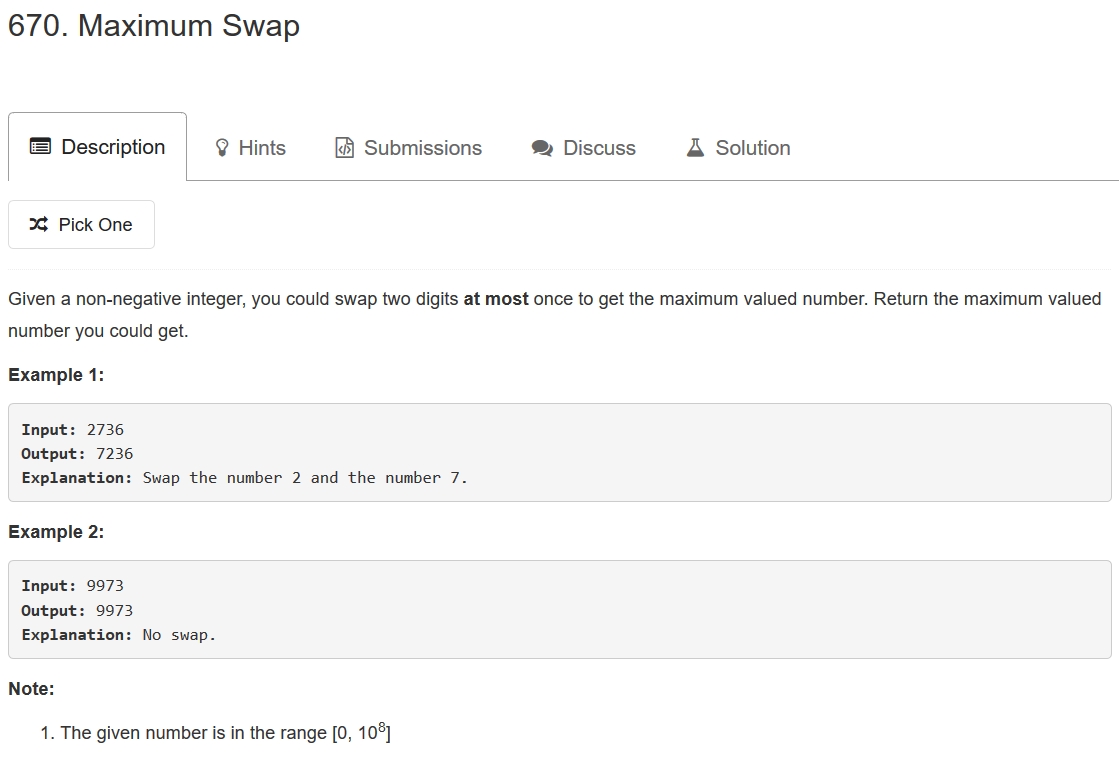 670. Maximum Swap
Description
Hints
Submissions
Discuss
Solution
Pick One
Given a non-negative integer, you could swap two digits at most once to get the maximum valued number. Return the maximum valued
number you could get.
Example 1:
Input: 2736
Output: 7236
Explanation: Swap the number 2 and the number 7.
Example 2:
Input: 9973
Output: 9973
Explanation: No swap.
Note:
1. The given number is in the range [0, 10⁸]